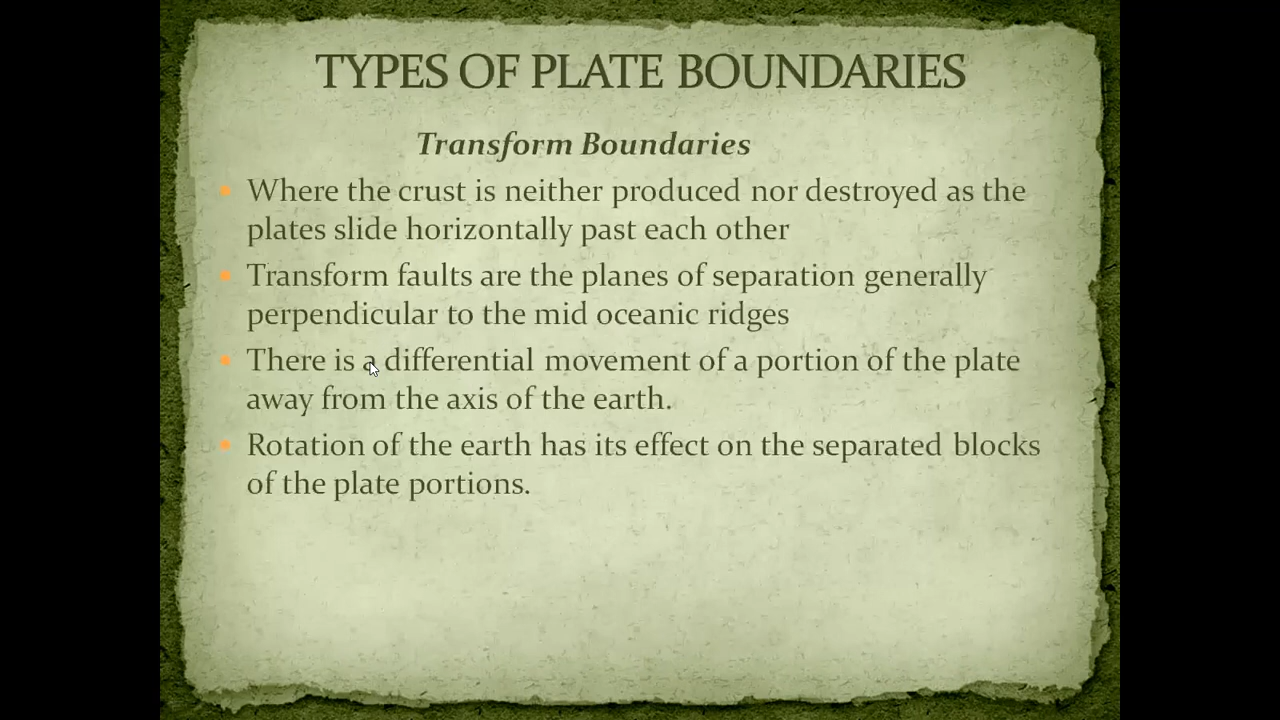 TYPES OF PLATE BOUNDARIES
Transform Boundaries
• Where the crust is neither produced nor destroyed as the
plates slide horizontally past each other
• Transform faults are the planes of separation generally
perpendicular to the mid oceanic ridges
• There is a differential movement of a portion of the plate
away from the axis of the earth.
• Rotation of the earth has its effect on the separated blocks
of the plate portions.